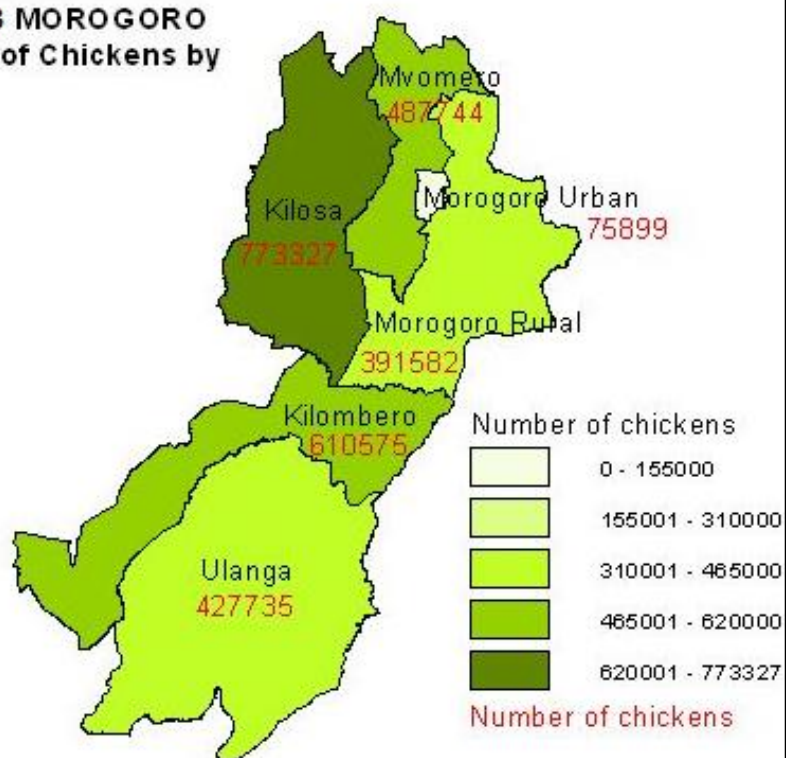 MOROGORO
of Chickens by
Mvomero
487744
Morogoro Urban
75899
Kilosa
773327
Morogoro Rural
391582
Kilombero
610575
Ulanga
427735
Number of chickens
0 - 155000
155001 - 310000
310001 - 465000
465001 - 620000
620001 - 773327
Number of chickens